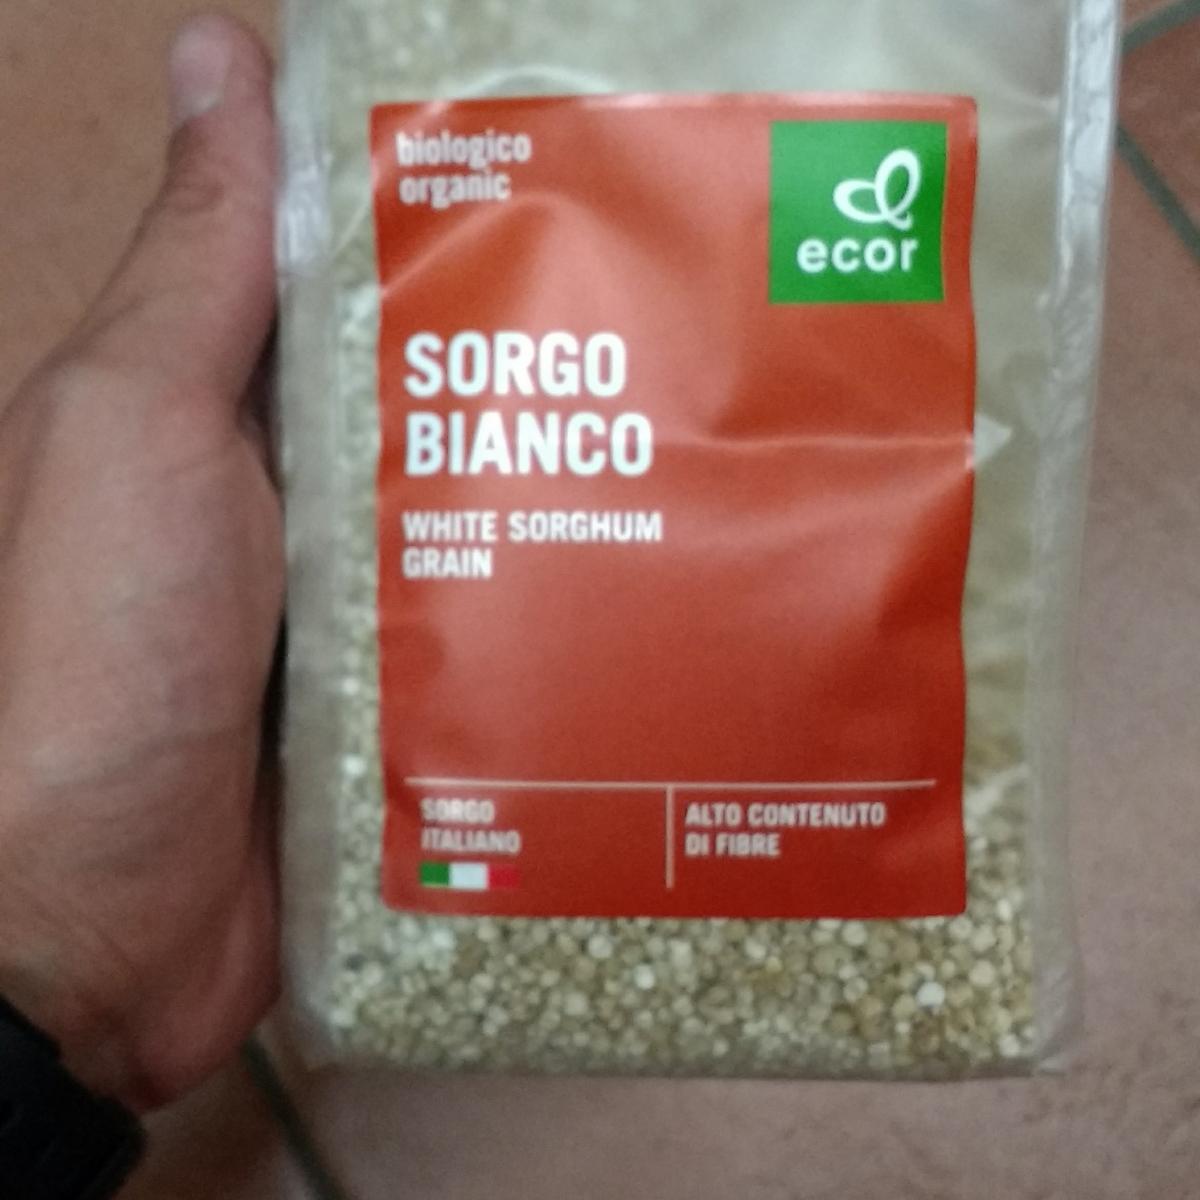 biologico
organic
ecor
SORGO
BIANCO
WHITE SORGHUM
GRAIN
SORGO
ITALIANO
ALTO CONTENUTO
DI FIBRE